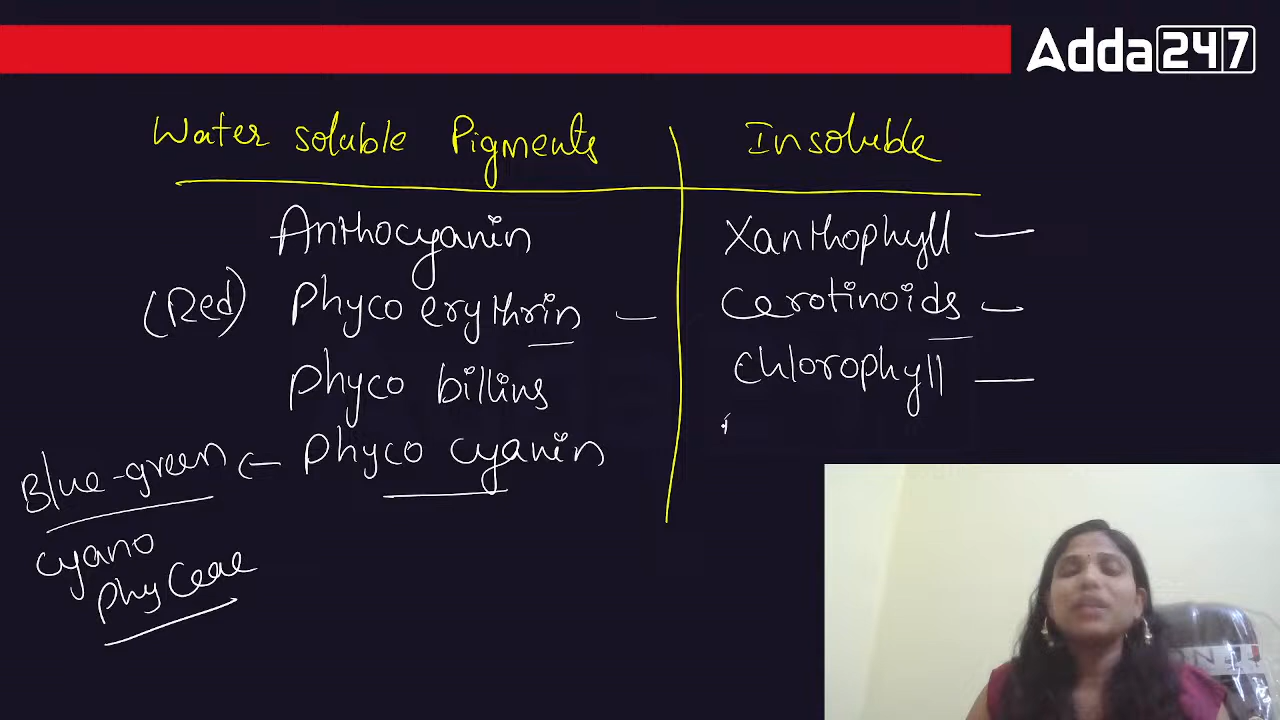 Adda247
Water soluble Pigments
Insoluble
Anthocyanin
Xanthophyll —
(Red) Phyco erythrin —
Cerotinoids —
Phyco billins
Chlorophyll —
Blue-green ← Phyco cyanin
Cyano
Phyceae